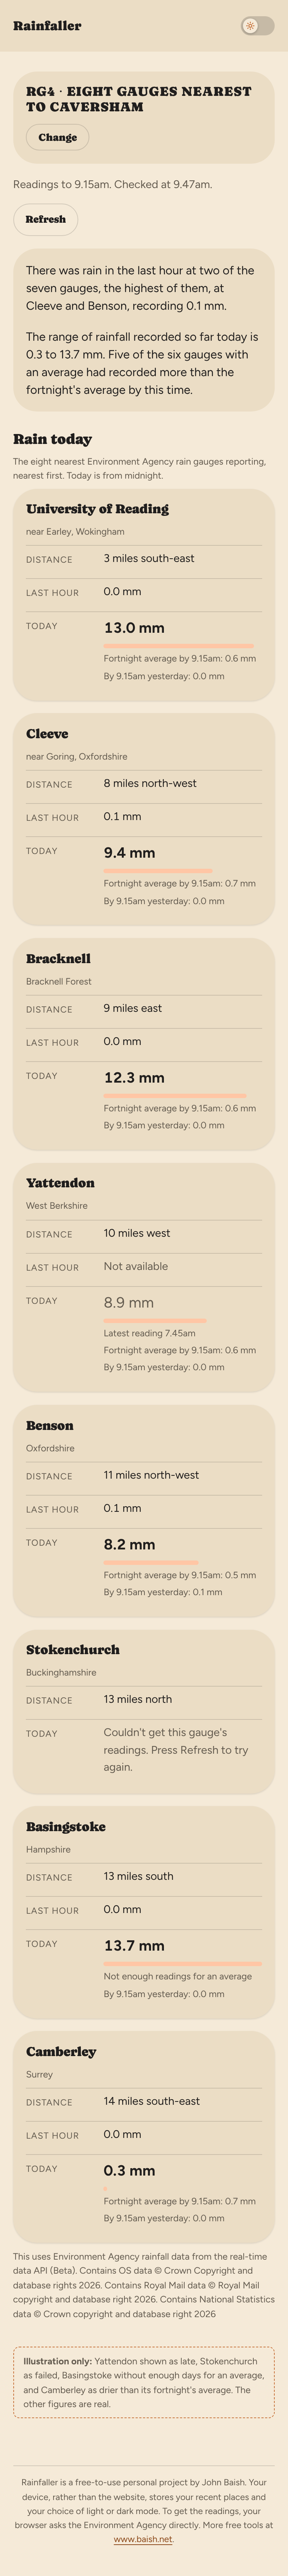 Rainfaller
RG4 · EIGHT GAUGES NEAREST
TO CAVERSHAM
Change
Readings to 9.15am. Checked at 9.47am.
Refresh
There was rain in the last hour at two of the
seven gauges, the highest of them, at
Cleeve and Benson, recording 0.1 mm.
The range of rainfall recorded so far today is
0.3 to 13.7 mm. Five of the six gauges with
an average had recorded more than the
fortnight's average by this time.
Rain today
The eight nearest Environment Agency rain gauges reporting,
nearest first. Today is from midnight.
University of Reading
near Earley, Wokingham
DISTANCE 3 miles south-east
LAST HOUR 0.0 mm
TODAY 13.0 mm
Fortnight average by 9.15am: 0.6 mm
By 9.15am yesterday: 0.0 mm
Cleeve
near Goring, Oxfordshire
DISTANCE 8 miles north-west
LAST HOUR 0.1 mm
TODAY 9.4 mm
Fortnight average by 9.15am: 0.7 mm
By 9.15am yesterday: 0.0 mm
Bracknell
Bracknell Forest
DISTANCE 9 miles east
LAST HOUR 0.0 mm
TODAY 12.3 mm
Fortnight average by 9.15am: 0.6 mm
By 9.15am yesterday: 0.0 mm
Yattendon
West Berkshire
DISTANCE 10 miles west
LAST HOUR Not available
TODAY 8.9 mm
Latest reading 7.45am
Fortnight average by 9.15am: 0.6 mm
By 9.15am yesterday: 0.0 mm
Benson
Oxfordshire
DISTANCE 11 miles north-west
LAST HOUR 0.1 mm
TODAY 8.2 mm
Fortnight average by 9.15am: 0.5 mm
By 9.15am yesterday: 0.1 mm
Stokenchurch
Buckinghamshire
DISTANCE 13 miles north
TODAY Couldn't get this gauge's
readings. Press Refresh to try
again.
Basingstoke
Hampshire
DISTANCE 13 miles south
LAST HOUR 0.0 mm
TODAY 13.7 mm
Not enough readings for an average
By 9.15am yesterday: 0.0 mm
Camberley
Surrey
DISTANCE 14 miles south-east
LAST HOUR 0.0 mm
TODAY 0.3 mm
Fortnight average by 9.15am: 0.7 mm
By 9.15am yesterday: 0.0 mm
This uses Environment Agency rainfall data from the real-time
data API (Beta). Contains OS data © Crown Copyright and
database rights 2026. Contains Royal Mail data © Royal Mail
copyright and database right 2026. Contains National Statistics
data © Crown copyright and database right 2026
Illustration only: Yattendon shown as late, Stokenchurch
as failed, Basingstoke without enough days for an average,
and Camberley as drier than its fortnight's average. The
other figures are real.
Rainfaller is a free-to-use personal project by John Baish. Your
device, rather than the website, stores your recent places and
your choice of light or dark mode. To get the readings, your
browser asks the Environment Agency directly. More free tools at
www.baish.net.